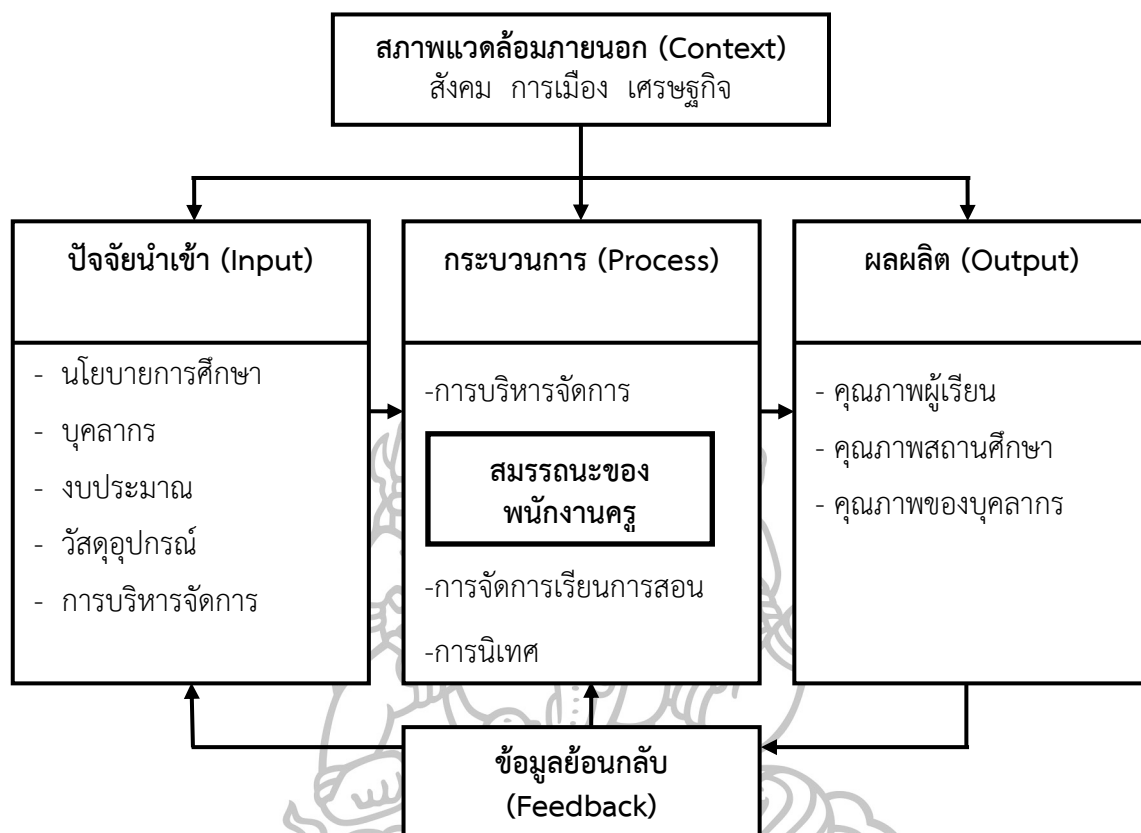 สภาพแวดล้อมภายนอก (Context)
สังคม การเมือง เศรษฐกิจ
ปัจจัยนำเข้า (Input)
- นโยบายการศึกษา
- บุคลากร
- งบประมาณ
- วัสดุอุปกรณ์
- การบริหารจัดการ
กระบวนการ (Process)
-การบริหารจัดการ
สมรรถนะของ
พนักงานครู
-การจัดการเรียนการสอน
-การนิเทศ
ผลผลิต (Output)
- คุณภาพผู้เรียน
- คุณภาพสถานศึกษา
- คุณภาพของบุคลากร
ข้อมูลย้อนกลับ
(Feedback)